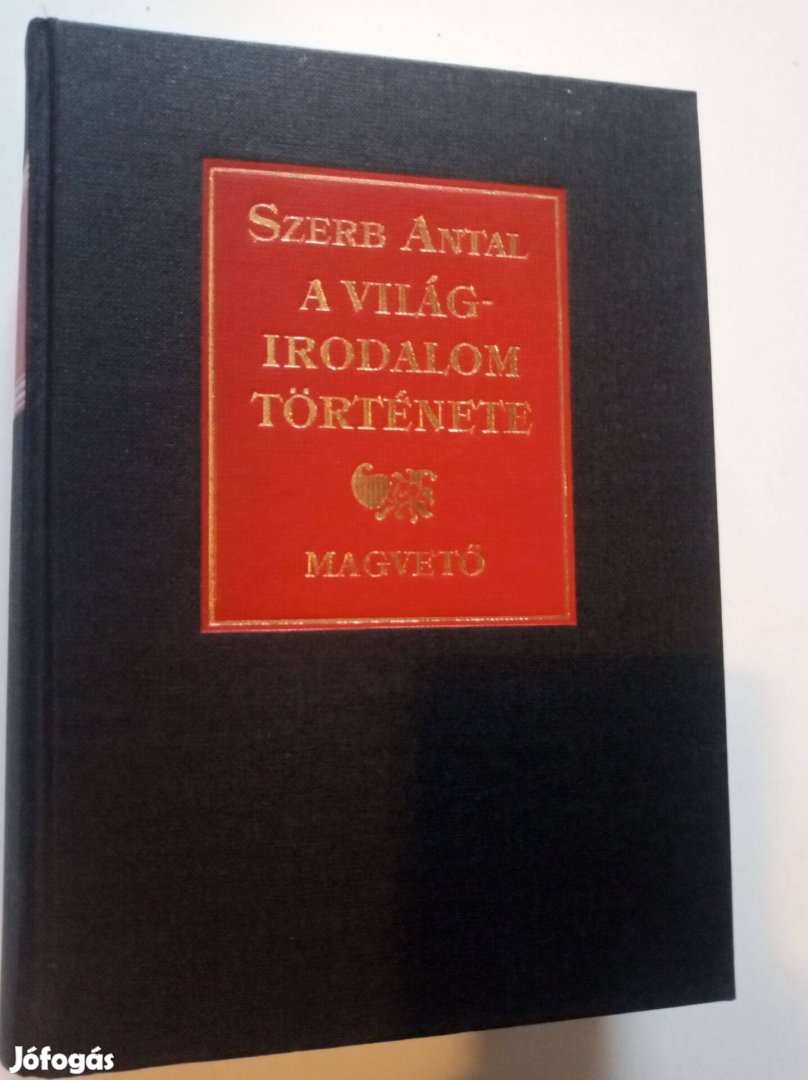 SZERB ANTAL
A VILÁG-
IRODALOM
TÖRTÉNETE
MAGVETŐ
Jófogás